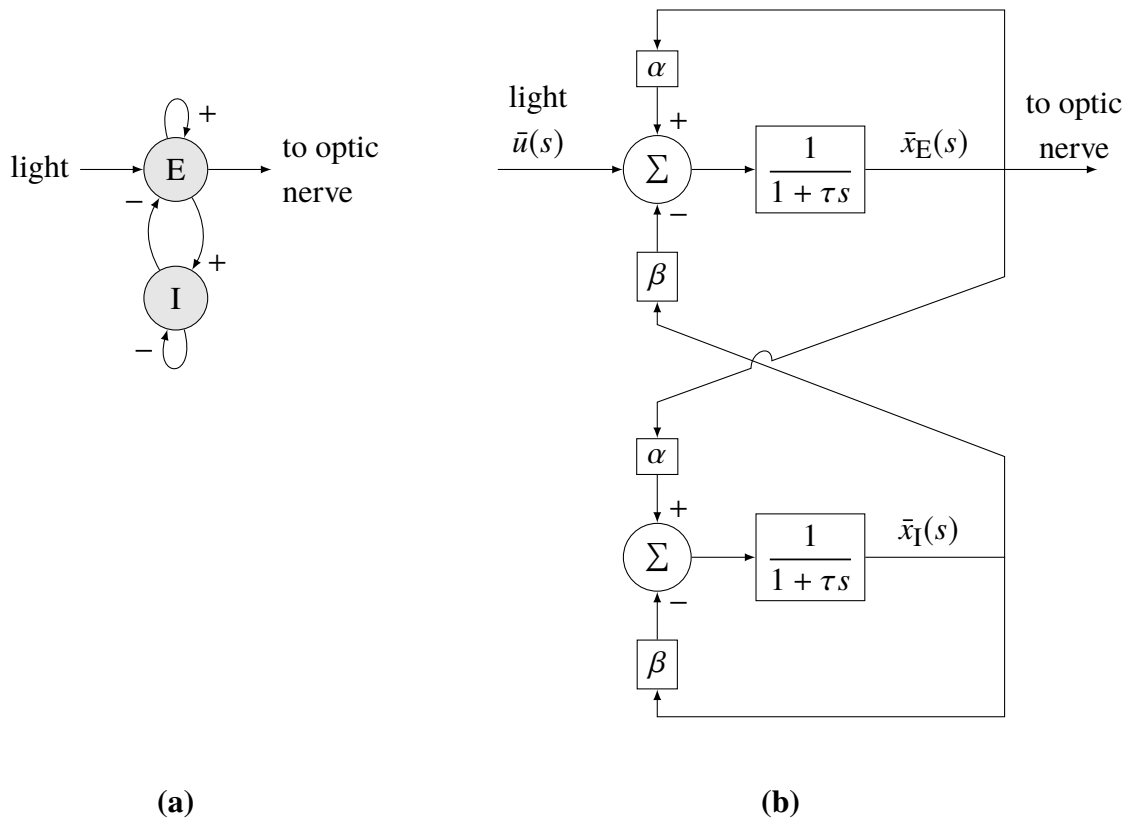 +
light
E
to optic
nerve
−
+
I
−
(a)
α
light
ū(s)
+
Σ
1
1 + τs
x̄E(s)
to optic
nerve
−
β
α
+
Σ
1
1 + τs
x̄I(s)
−
β
(b)